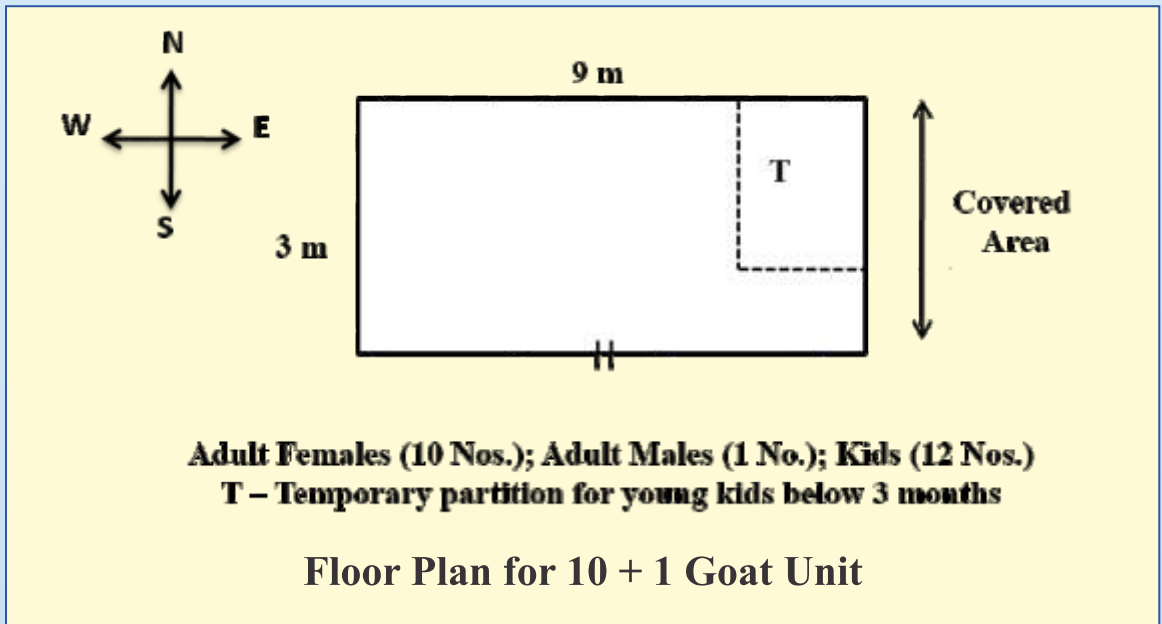 N
9 m
W
E
T
S
3 m
Covered
Area
Adult Females (10 Nos.); Adult Males (1 No.); Kids (12 Nos.)
T – Temporary partition for young kids below 3 months
Floor Plan for 10 + 1 Goat Unit